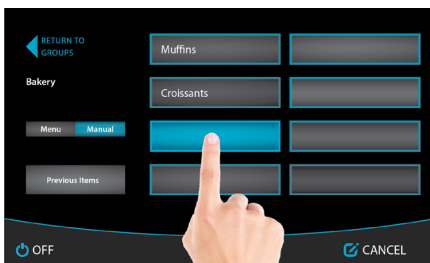 RETURN TO
GROUPS
Muffins
Bakery
Croissants
Menu Manual
Previous Items
OFF
CANCEL